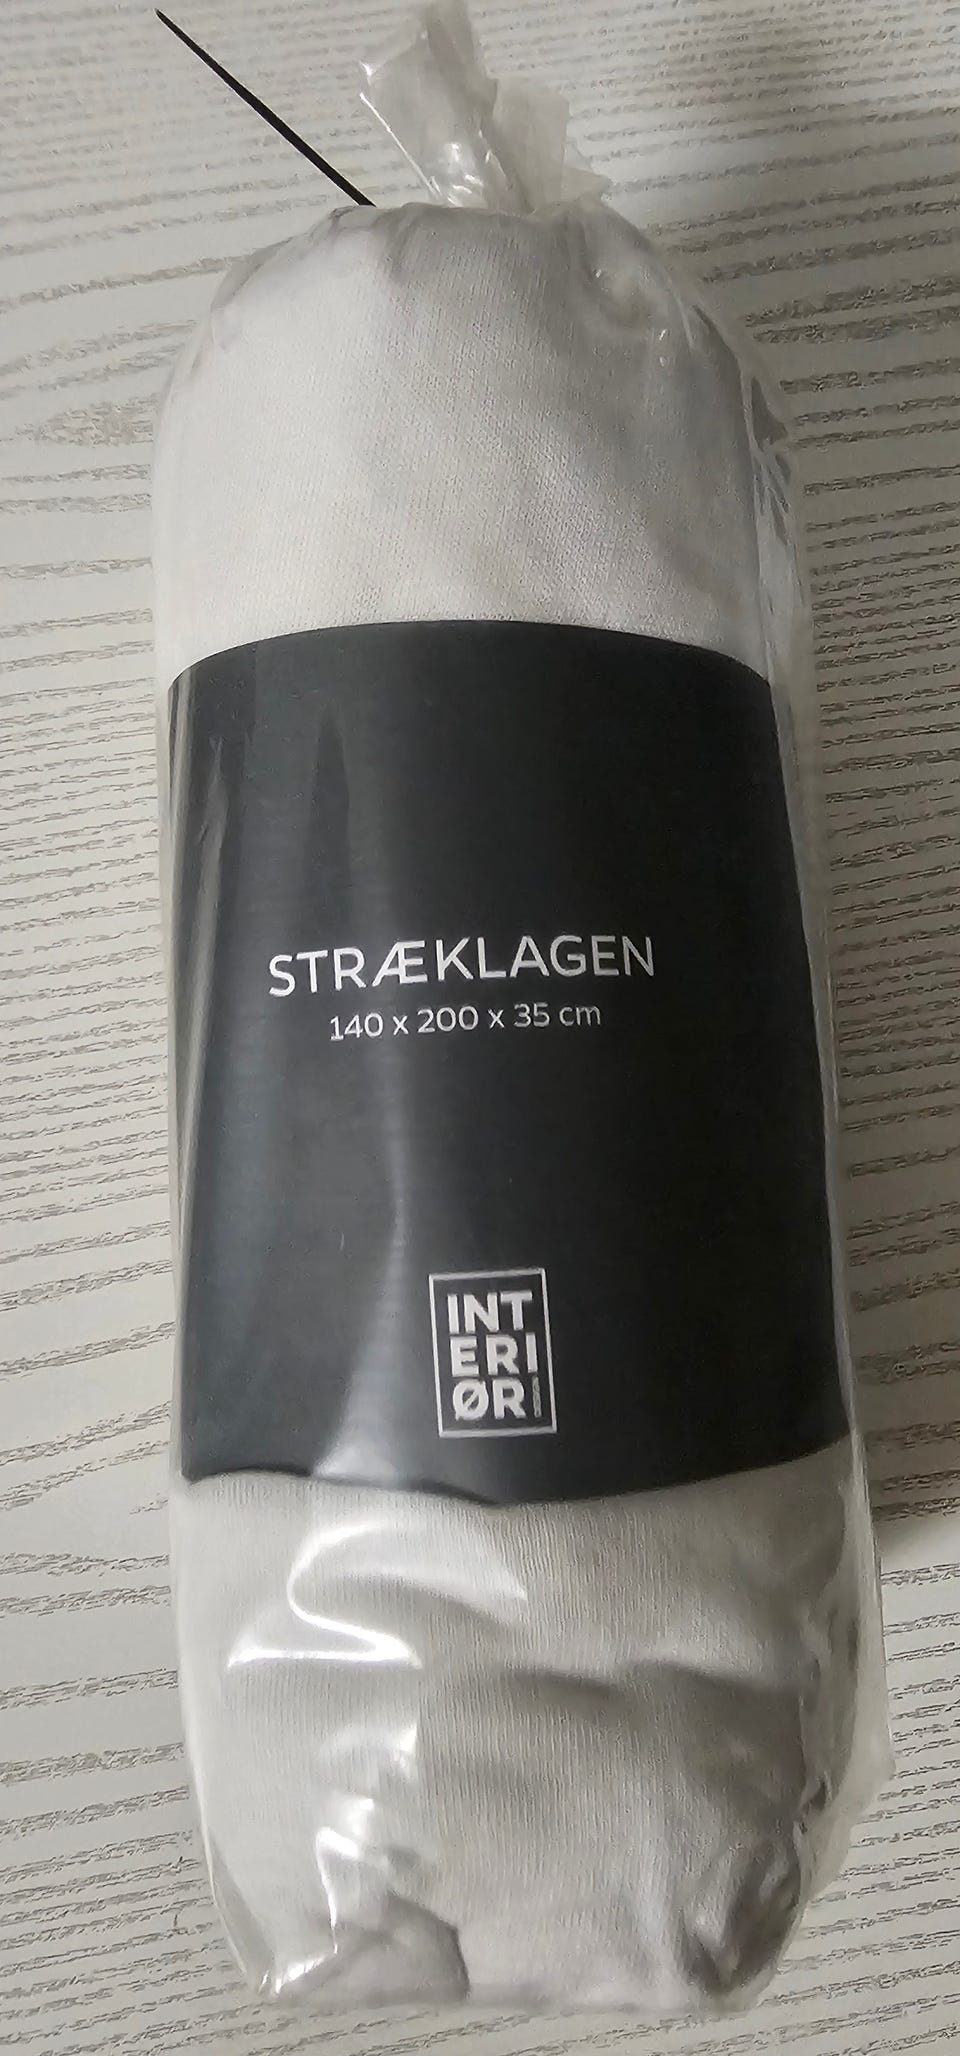 STRÆKLAGEN
140 x 200 x 35 cm
INT
ERI
ØR